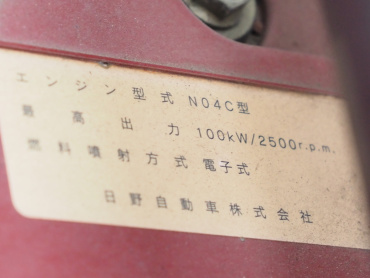 エンジン型式 N04C型
最高出力 100kW/2500r.p.m.
燃料噴射方式 電子式
日野自動車株式会社